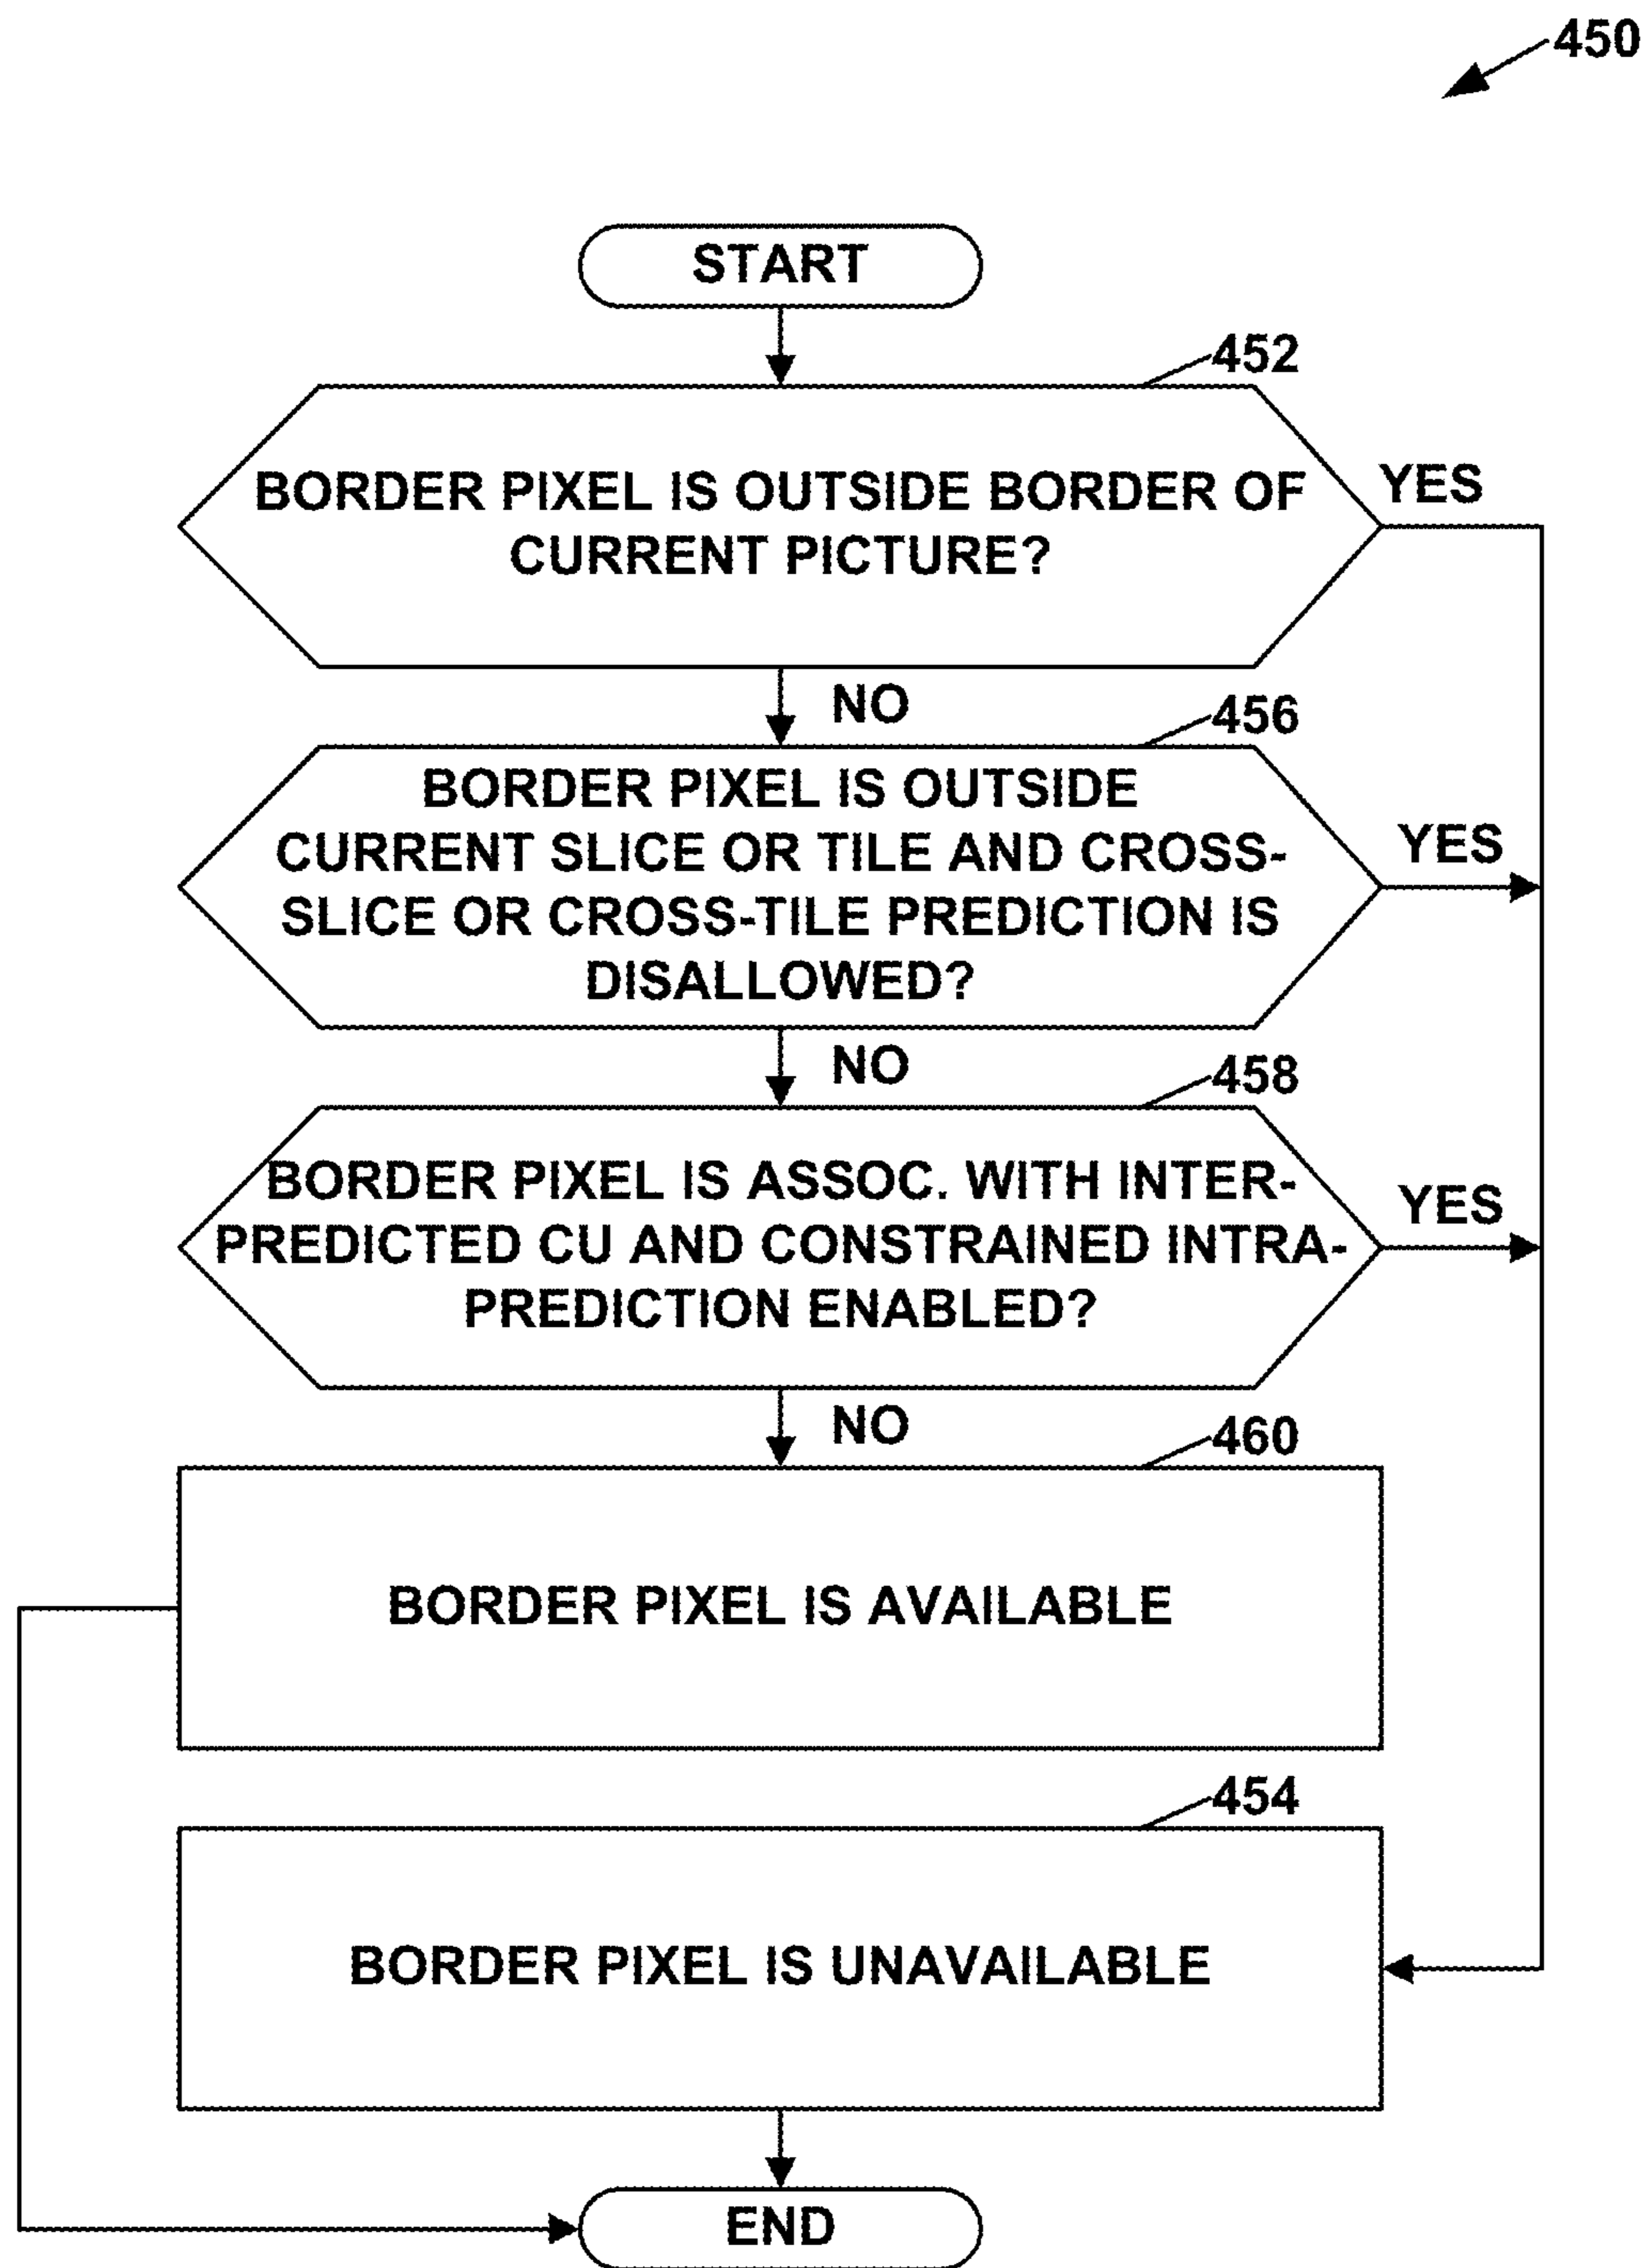 450
START
452
BORDER PIXEL IS OUTSIDE BORDER OF
CURRENT PICTURE?
YES
NO
456
BORDER PIXEL IS OUTSIDE
CURRENT SLICE OR TILE AND CROSS-
SLICE OR CROSS-TILE PREDICTION IS
DISALLOWED?
YES
NO
458
BORDER PIXEL IS ASSOC. WITH INTER-
PREDICTED CU AND CONSTRAINED INTRA-
PREDICTION ENABLED?
YES
NO
460
BORDER PIXEL IS AVAILABLE
454
BORDER PIXEL IS UNAVAILABLE
END